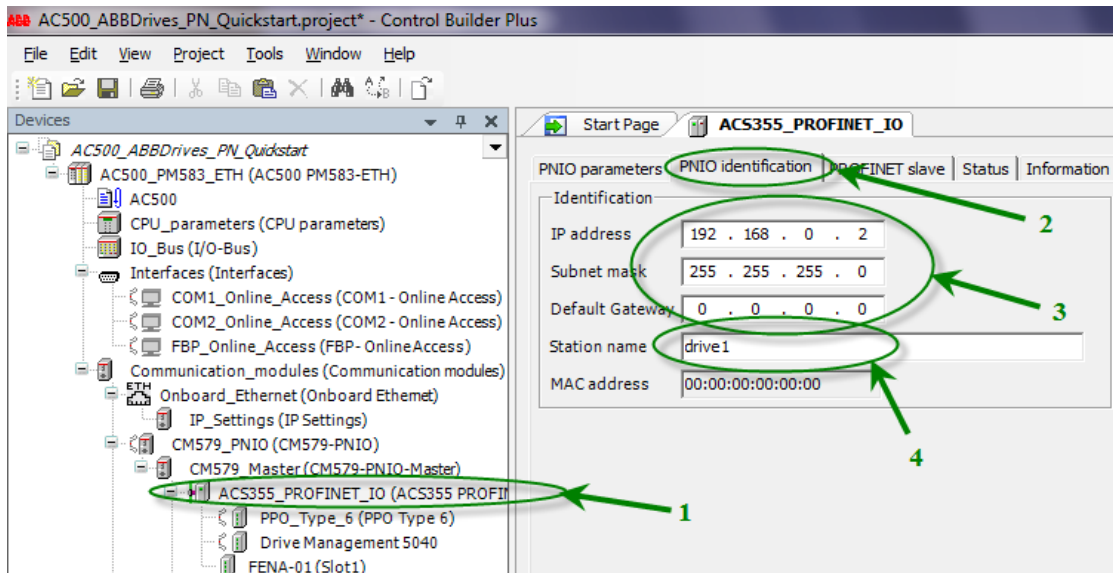 ABB AC500_ABBDrives_PN_Quickstart.project* - Control Builder Plus
File Edit View Project Tools Window Help
Devices
AC500_ABBDrives_PN_Quickstart
AC500_PM583_ETH (AC500 PM583-ETH)
AC500
CPU_parameters (CPU parameters)
IO_Bus (I/O-Bus)
Interfaces (Interfaces)
COM1_Online_Access (COM1 - Online Access)
COM2_Online_Access (COM2 - Online Access)
FBP_Online_Access (FBP- OnlineAccess)
Communication_modules (Communication modules)
ETH
Onboard_Ethernet (Onboard Ethernet)
IP_Settings (IP Settings)
CM579_PNIO (CM579-PNIO)
CM579_Master (CM579-PNIO-Master)
ACS355_PROFINET_IO (ACS355 PROFI
PPO_Type_6 (PPO Type 6)
Drive Management 5040
FENA-01 (Slot1)
Start Page ACS355_PROFINET_IO
PNIO parameters PNIO identification PROFINET slave Status Information
Identification
IP address 192 . 168 . 0 . 2
Subnet mask 255 . 255 . 255 . 0
Default Gateway 0 . 0 . 0 . 0
Station name drive1
MAC address 00:00:00:00:00:00
2
3
4
1